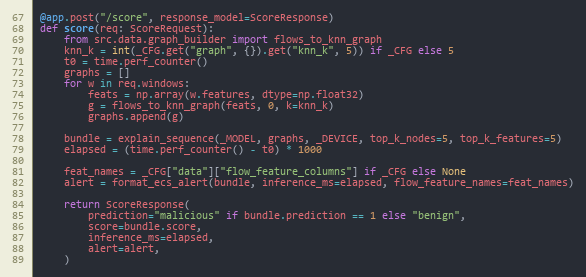 67 @app.post("/score", response_model=ScoreResponse)
68 def score(req: ScoreRequest):
69     from src.data.graph_builder import flows_to_knn_graph
70     knn_k = int(_CFG.get("graph", {}).get("knn_k", 5)) if _CFG else 5
71     t0 = time.perf_counter()
72     graphs = []
73     for w in req.windows:
74         feats = np.array(w.features, dtype=np.float32)
75         g = flows_to_knn_graph(feats, 0, k=knn_k)
76         graphs.append(g)
77
78     bundle = explain_sequence(_MODEL, graphs, _DEVICE, top_k_nodes=5, top_k_features=5)
79     elapsed = (time.perf_counter() - t0) * 1000
80
81     feat_names = _CFG["data"]["flow_feature_columns"] if _CFG else None
82     alert = format_ecs_alert(bundle, inference_ms=elapsed, flow_feature_names=feat_names)
83
84     return ScoreResponse(
85         prediction="malicious" if bundle.prediction == 1 else "benign",
86         score=bundle.score,
87         inference_ms=elapsed,
88         alert=alert,
89     )